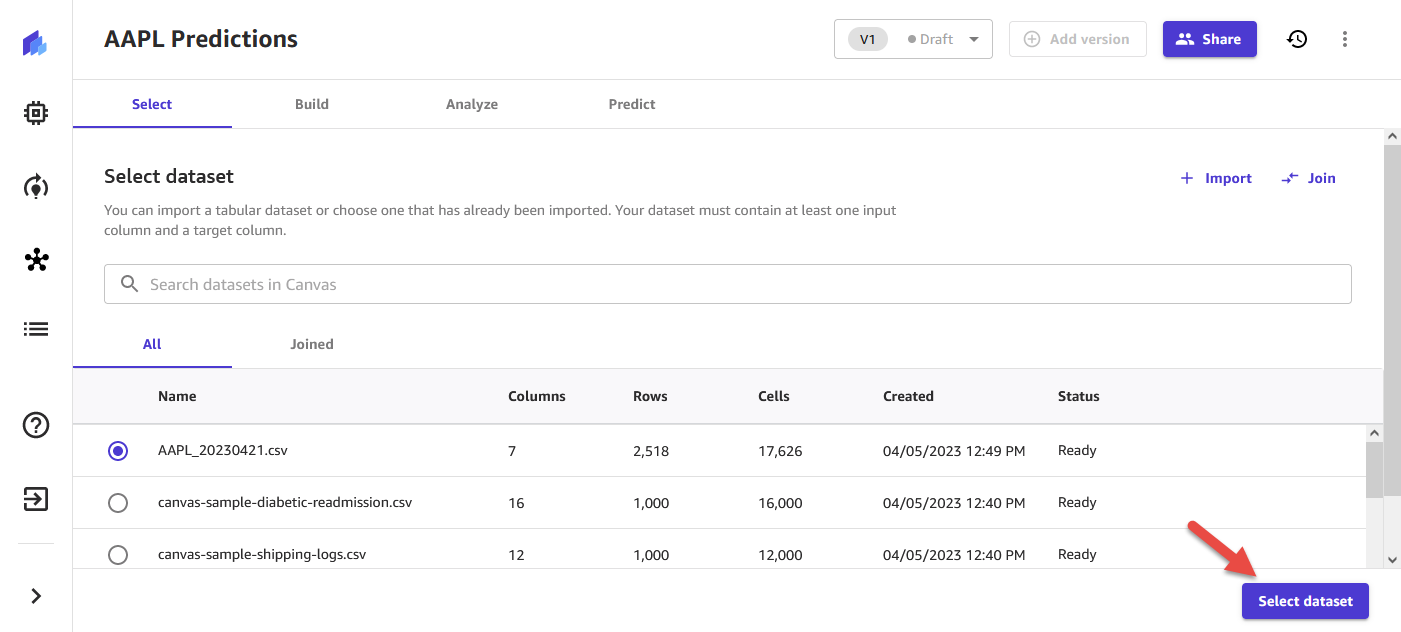 AAPL Predictions
V1 Draft Add version Share
Select Build Analyze Predict
Select dataset
Import Join
You can import a tabular dataset or choose one that has already been imported. Your dataset must contain at least one input
column and a target column.
Search datasets in Canvas
All Joined
Name Columns Rows Cells Created Status
AAPL_20230421.csv 7 2,518 17,626 04/05/2023 12:49 PM Ready
canvas-sample-diabetic-readmission.csv 16 1,000 16,000 04/05/2023 12:40 PM Ready
canvas-sample-shipping-logs.csv 12 1,000 12,000 04/05/2023 12:40 PM Ready
Select dataset